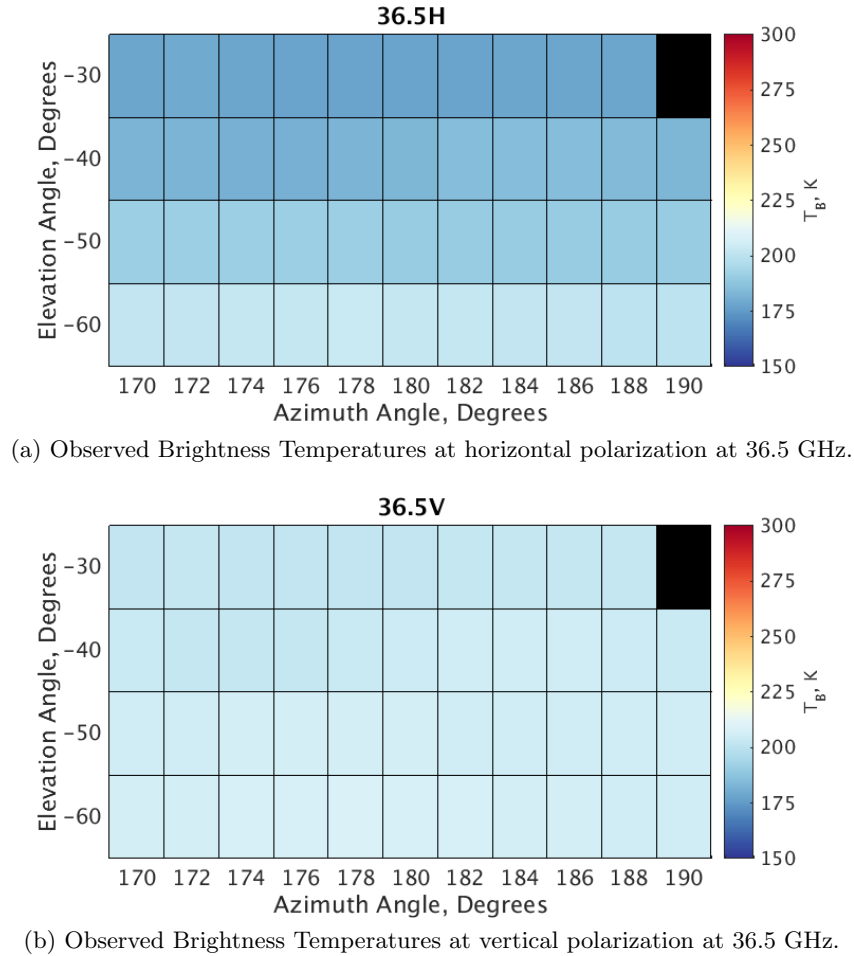 36.5H
Elevation Angle, Degrees
-30
-40
-50
-60
170 172 174 176 178 180 182 184 186 188 190
Azimuth Angle, Degrees
300
275
250
225
200
175
150
T_B, K
(a) Observed Brightness Temperatures at horizontal polarization at 36.5 GHz.
36.5V
Elevation Angle, Degrees
-30
-40
-50
-60
170 172 174 176 178 180 182 184 186 188 190
Azimuth Angle, Degrees
300
275
250
225
200
175
150
T_B, K
(b) Observed Brightness Temperatures at vertical polarization at 36.5 GHz.